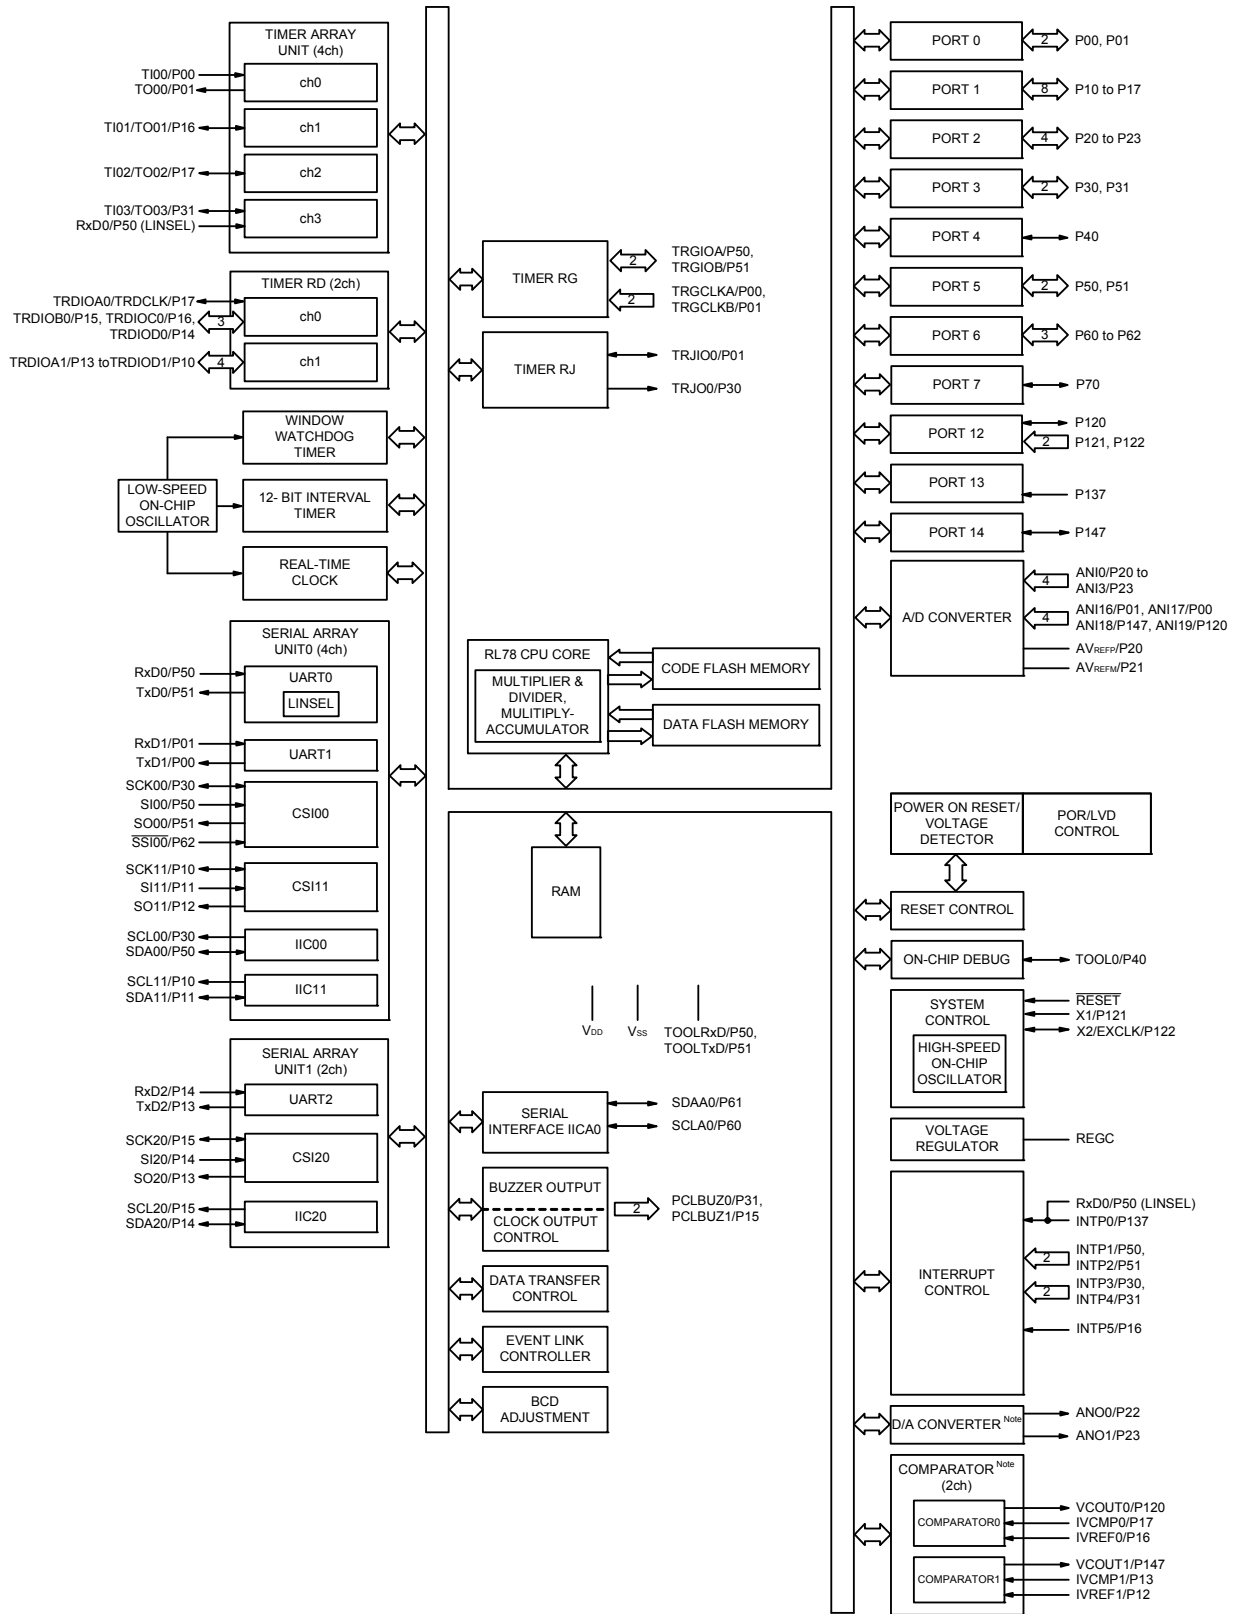 TIMER ARRAY
UNIT (4ch)
TI00/P00
TO00/P01
ch0
TI01/TO01/P16
ch1
TI02/TO02/P17
ch2
TI03/TO03/P31
RxD0/P50 (LINSEL)
ch3
TIMER RD (2ch)
TRDIOA0/TRDCLK/P17
TRDIOB0/P15, TRDIOC0/P16,
TRDIOD0/P14
3
ch0
TRDIOA1/P13 toTRDIOD1/P10
4
ch1
WINDOW
WATCHDOG
TIMER
LOW-SPEED
ON-CHIP
OSCILLATOR
12- BIT INTERVAL
TIMER
REAL-TIME
CLOCK
SERIAL ARRAY
UNIT0 (4ch)
RxD0/P50
TxD0/P51
UART0
LINSEL
RxD1/P01
TxD1/P00
UART1
SCK00/P30
SI00/P50
SO00/P51
SSI00/P62
CSI00
SCK11/P10
SI11/P11
SO11/P12
CSI11
SCL00/P30
SDA00/P50
IIC00
SCL11/P10
SDA11/P11
IIC11
SERIAL ARRAY
UNIT1 (2ch)
RxD2/P14
TxD2/P13
UART2
SCK20/P15
SI20/P14
SO20/P13
CSI20
SCL20/P15
SDA20/P14
IIC20
TIMER RG
2
TRGIOA/P50,
TRGIOB/P51
2
TRGCLKA/P00,
TRGCLKB/P01
TIMER RJ
TRJIO0/P01
TRJO0/P30
RL78 CPU CORE
MULTIPLIER &
DIVIDER,
MULITIPLY-
ACCUMULATOR
CODE FLASH MEMORY
DATA FLASH MEMORY
RAM
VDD
VSS
TOOLRxD/P50,
TOOLTxD/P51
SERIAL
INTERFACE IICA0
SDAA0/P61
SCLA0/P60
BUZZER OUTPUT
CLOCK OUTPUT
CONTROL
2
PCLBUZ0/P31,
PCLBUZ1/P15
DATA TRANSFER
CONTROL
EVENT LINK
CONTROLLER
BCD
ADJUSTMENT
PORT 0
2
P00, P01
PORT 1
8
P10 to P17
PORT 2
4
P20 to P23
PORT 3
2
P30, P31
PORT 4
P40
PORT 5
2
P50, P51
PORT 6
3
P60 to P62
PORT 7
P70
PORT 12
P120
2
P121, P122
PORT 13
P137
PORT 14
P147
A/D CONVERTER
4
ANI0/P20 to
ANI3/P23
4
ANI16/P01, ANI17/P00
ANI18/P147, ANI19/P120
AVREFP/P20
AVREFM/P21
POWER ON RESET/
VOLTAGE
DETECTOR
POR/LVD
CONTROL
RESET CONTROL
ON-CHIP DEBUG
TOOL0/P40
SYSTEM
CONTROL
HIGH-SPEED
ON-CHIP
OSCILLATOR
RESET
X1/P121
X2/EXCLK/P122
VOLTAGE
REGULATOR
REGC
INTERRUPT
CONTROL
RxD0/P50 (LINSEL)
INTP0/P137
2
INTP1/P50,
INTP2/P51
2
INTP3/P30,
INTP4/P31
INTP5/P16
D/A CONVERTER Note
ANO0/P22
ANO1/P23
COMPARATOR Note
(2ch)
COMPARATOR0
VCOUT0/P120
IVCMP0/P17
IVREF0/P16
COMPARATOR1
VCOUT1/P147
IVCMP1/P13
IVREF1/P12